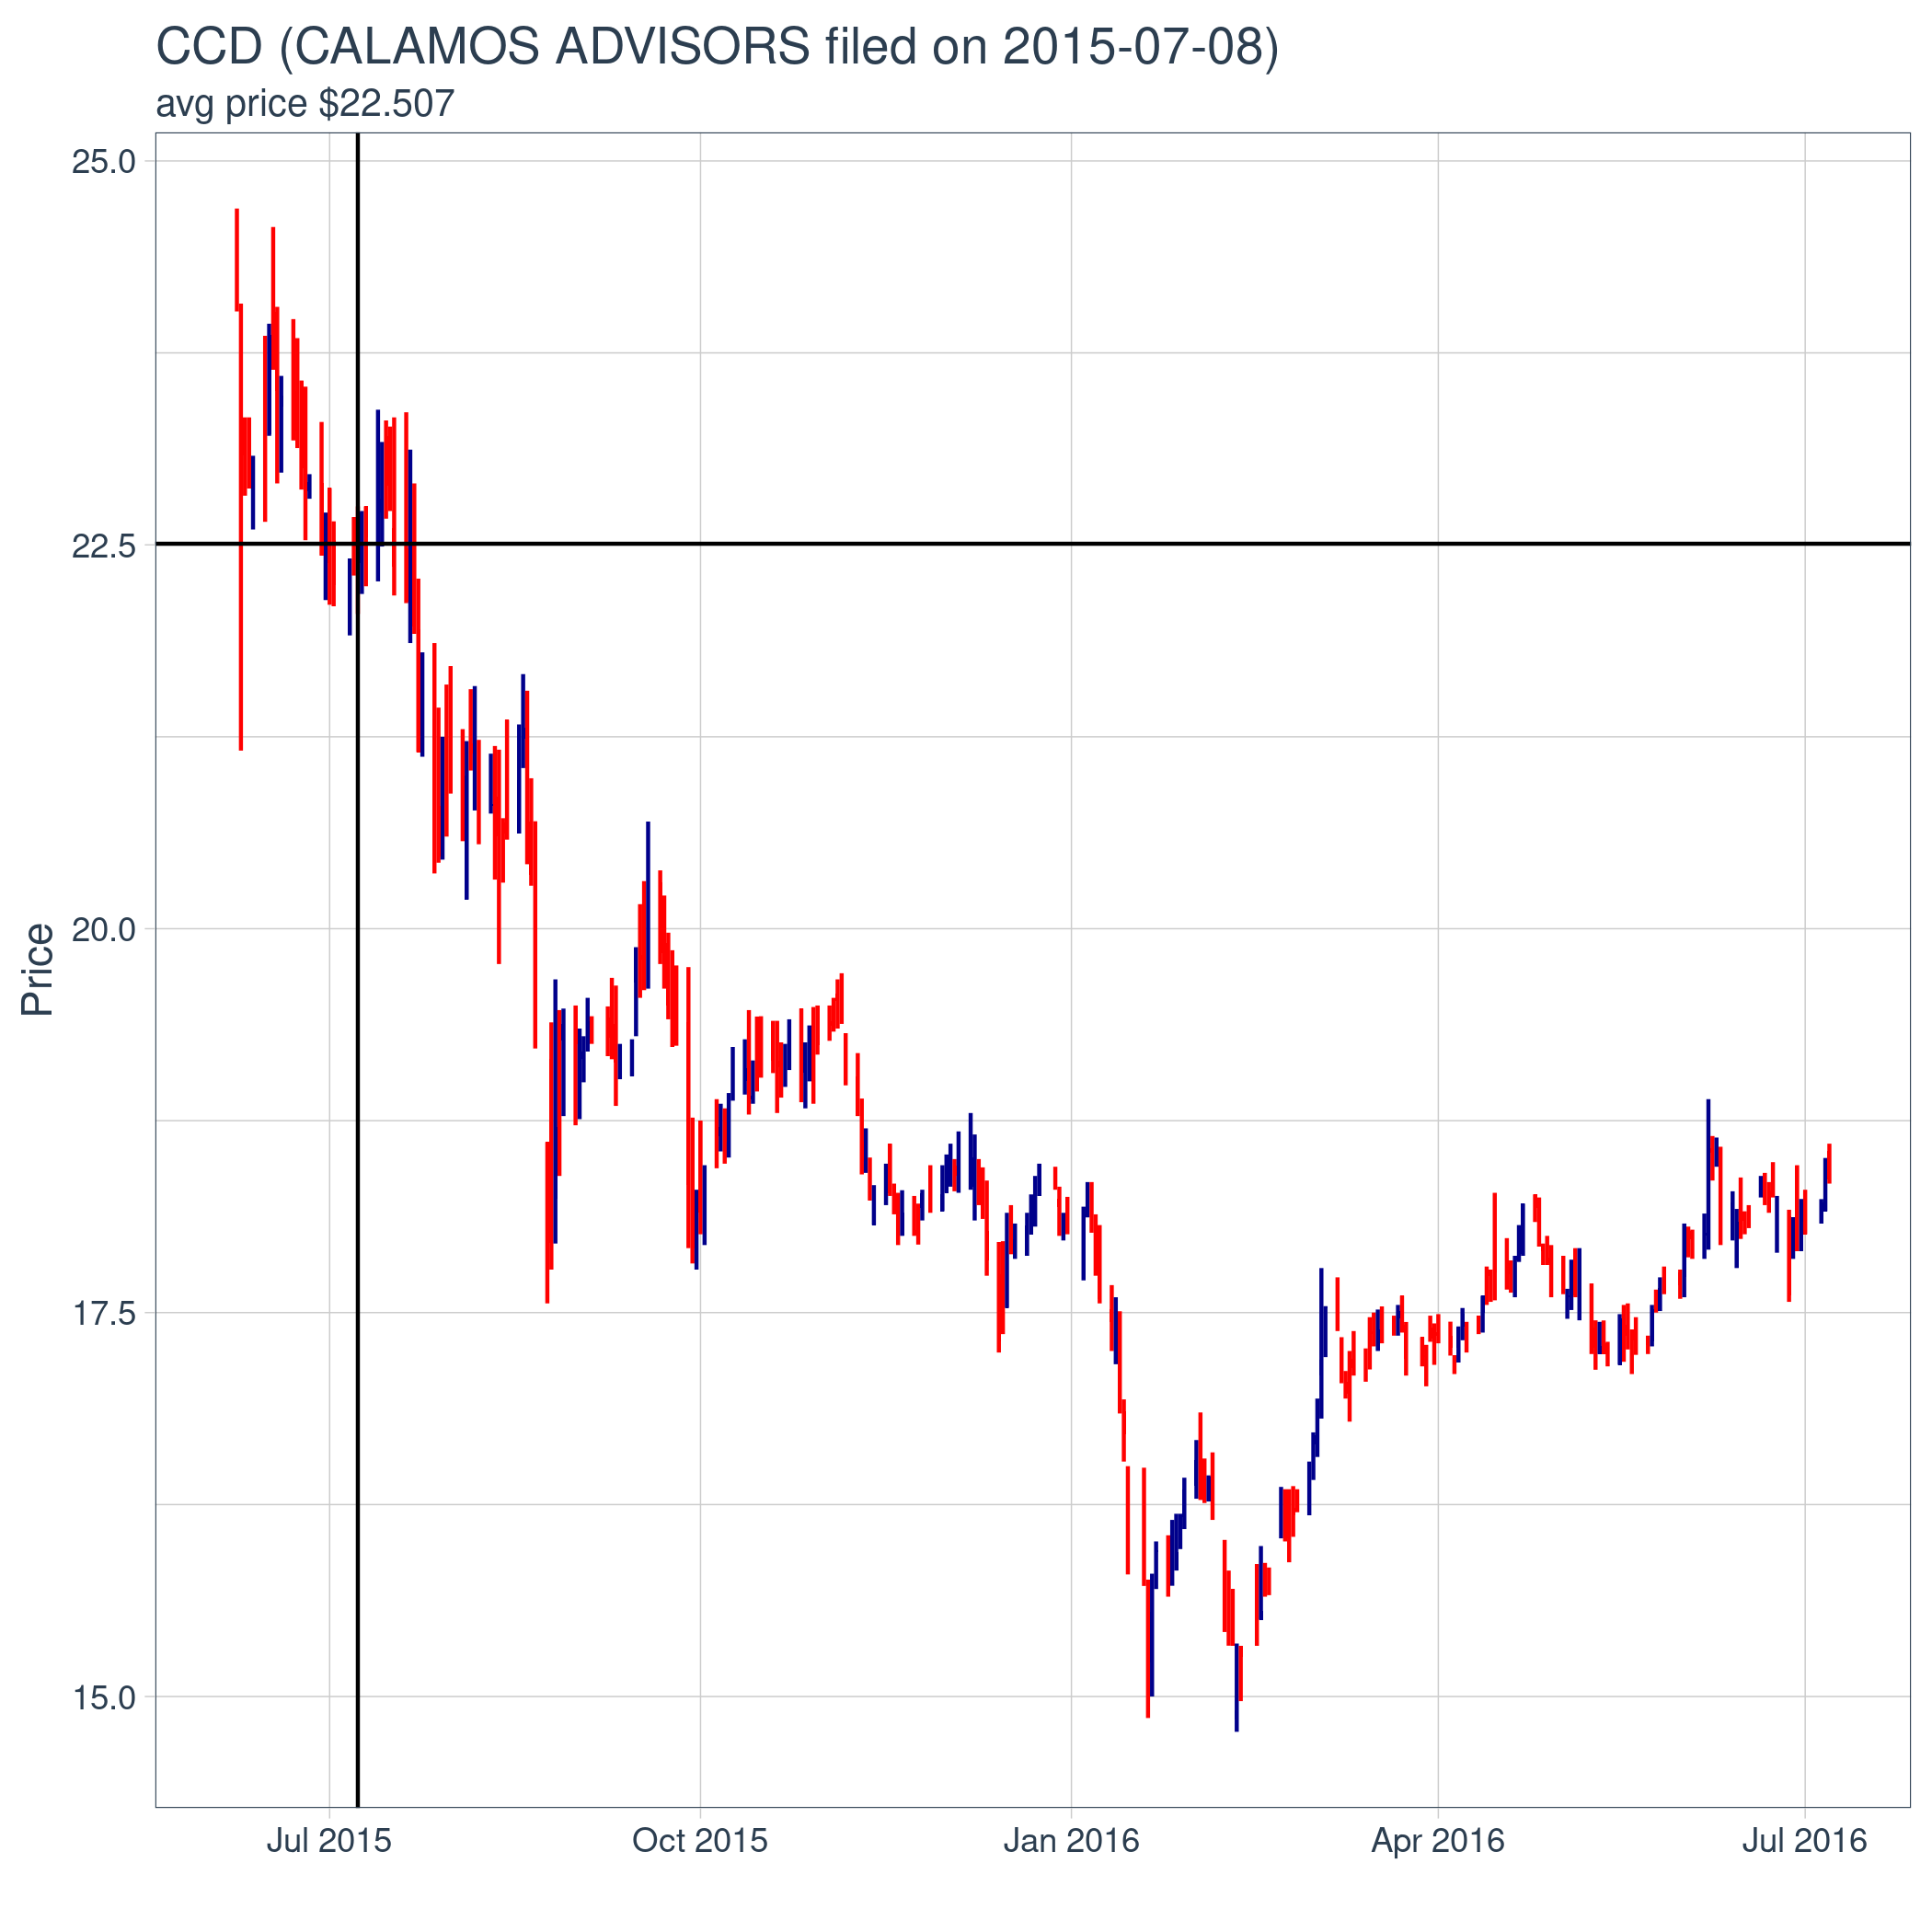 CCD (CALAMOS ADVISORS filed on 2015-07-08)
avg price $22.507
25.0
22.5
20.0
17.5
15.0
Price
Jul 2015
Oct 2015
Jan 2016
Apr 2016
Jul 2016